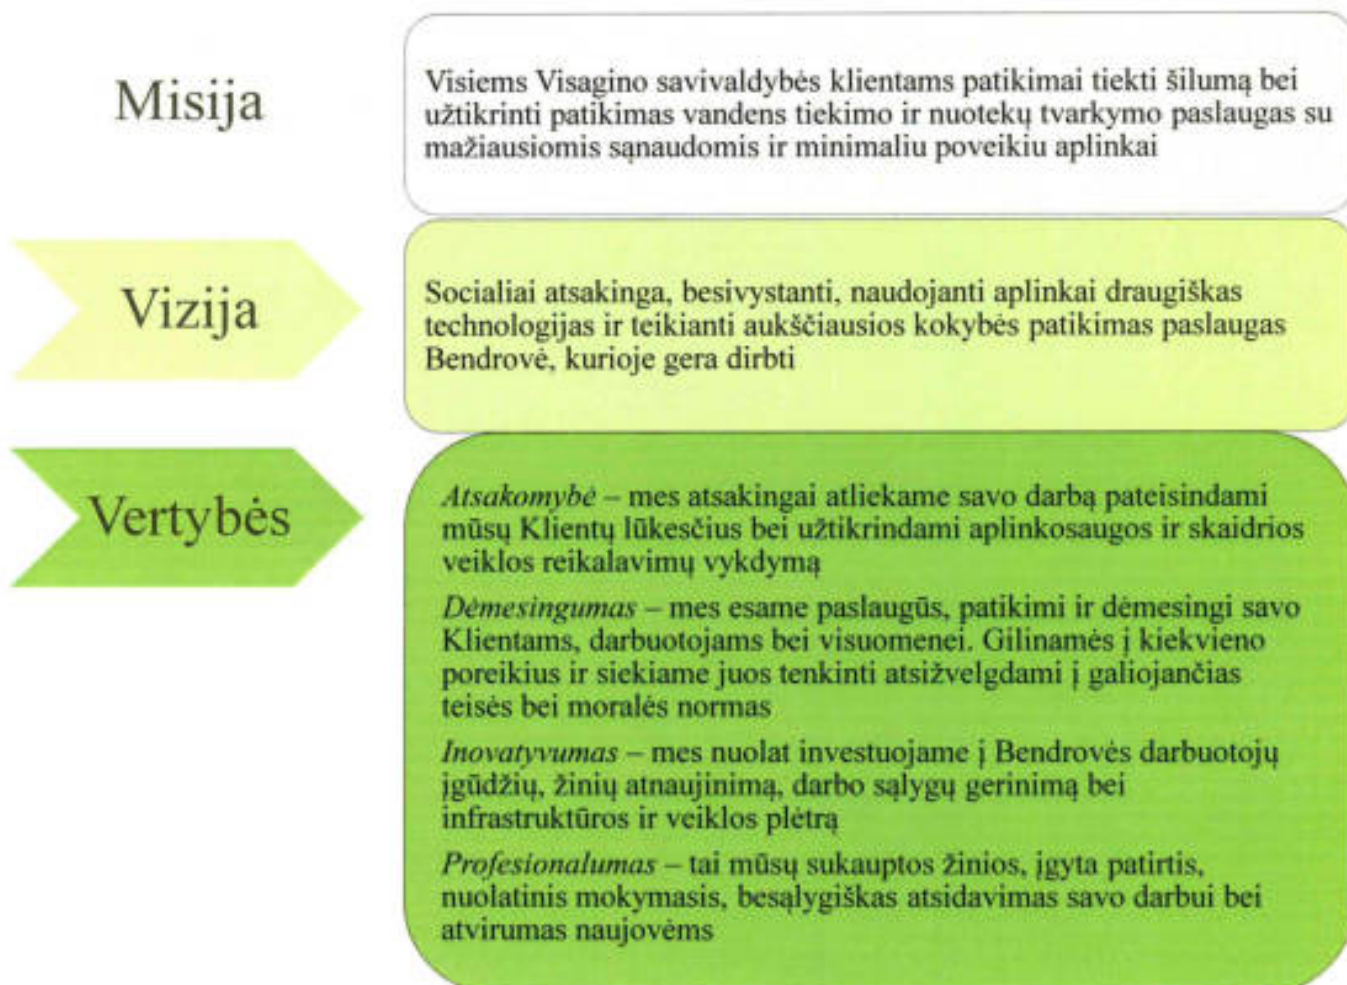 Misija
Visiems Visagino savivaldybės klientams patikimai tiekti šilumą bei
užtikrinti patikimas vandens tiekimo ir nuotekų tvarkymo paslaugas su
mažiausiomis sąnaudomis ir minimaliu poveikiu aplinkai
Vizija
Socialiai atsakinga, besivystanti, naudojanti aplinkai draugiškas
technologijas ir teikianti aukščiausios kokybės patikimas paslaugas
Bendrovė, kurioje gera dirbti
Vertybės
Atsakomybė – mes atsakingai atliekame savo darbą pateisindami
mūsų Klientų lūkesčius bei užtikrindami aplinkosaugos ir skaidrios
veiklos reikalavimų vykdymą
Dėmesingumas – mes esame paslaugūs, patikimi ir dėmesingi savo
Klientams, darbuotojams bei visuomenei. Gilinamės į kiekvieno
poreikius ir siekiame juos tenkinti atsižvelgdami į galiojančias
teisės bei moralės normas
Inovatyvumas – mes nuolat investuojame į Bendrovės darbuotojų
įgūdžių, žinių atnaujinimą, darbo sąlygų gerinimą bei
infrastruktūros ir veiklos plėtrą
Profesionalumas – tai mūsų sukauptos žinios, įgyta patirtis,
nuolatinis mokymasis, besąlygiškas atsidavimas savo darbui bei
atvirumas naujovėms